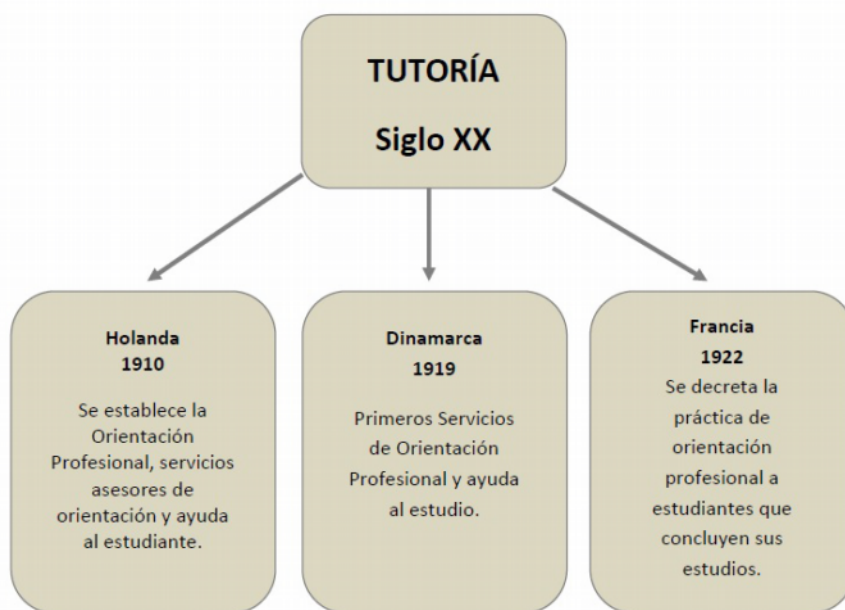 TUTORÍA
Siglo XX
Holanda
1910
Se establece la
Orientación
Profesional, servicios
asesores de
orientación y ayuda
al estudiante.
Dinamarca
1919
Primeros Servicios
de Orientación
Profesional y ayuda
al estudio.
Francia
1922
Se decreta la
práctica de
orientación
profesional a
estudiantes que
concluyen sus
estudios.